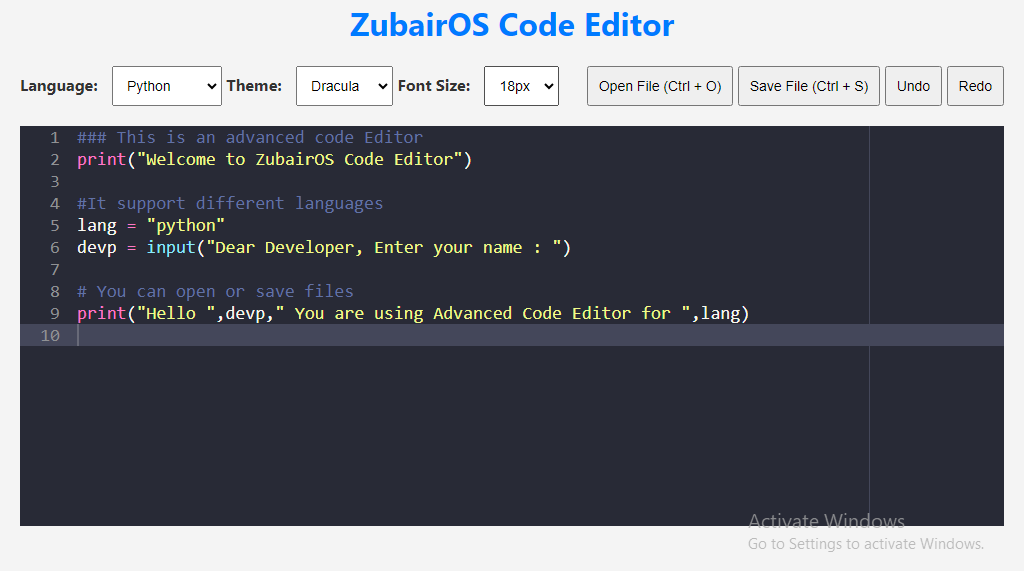 ZubairOS Code Editor
Language: Python Theme: Dracula Font Size: 18px Open File (Ctrl + O) Save File (Ctrl + S) Undo Redo
1 ### This is an advanced code Editor
2 print("Welcome to ZubairOS Code Editor")
3
4 #It support different languages
5 lang = "python"
6 devp = input("Dear Developer, Enter your name : ")
7
8 # You can open or save files
9 print("Hello ",devp," You are using Advanced Code Editor for ",lang)
10
Activate Windows
Go to Settings to activate Windows.